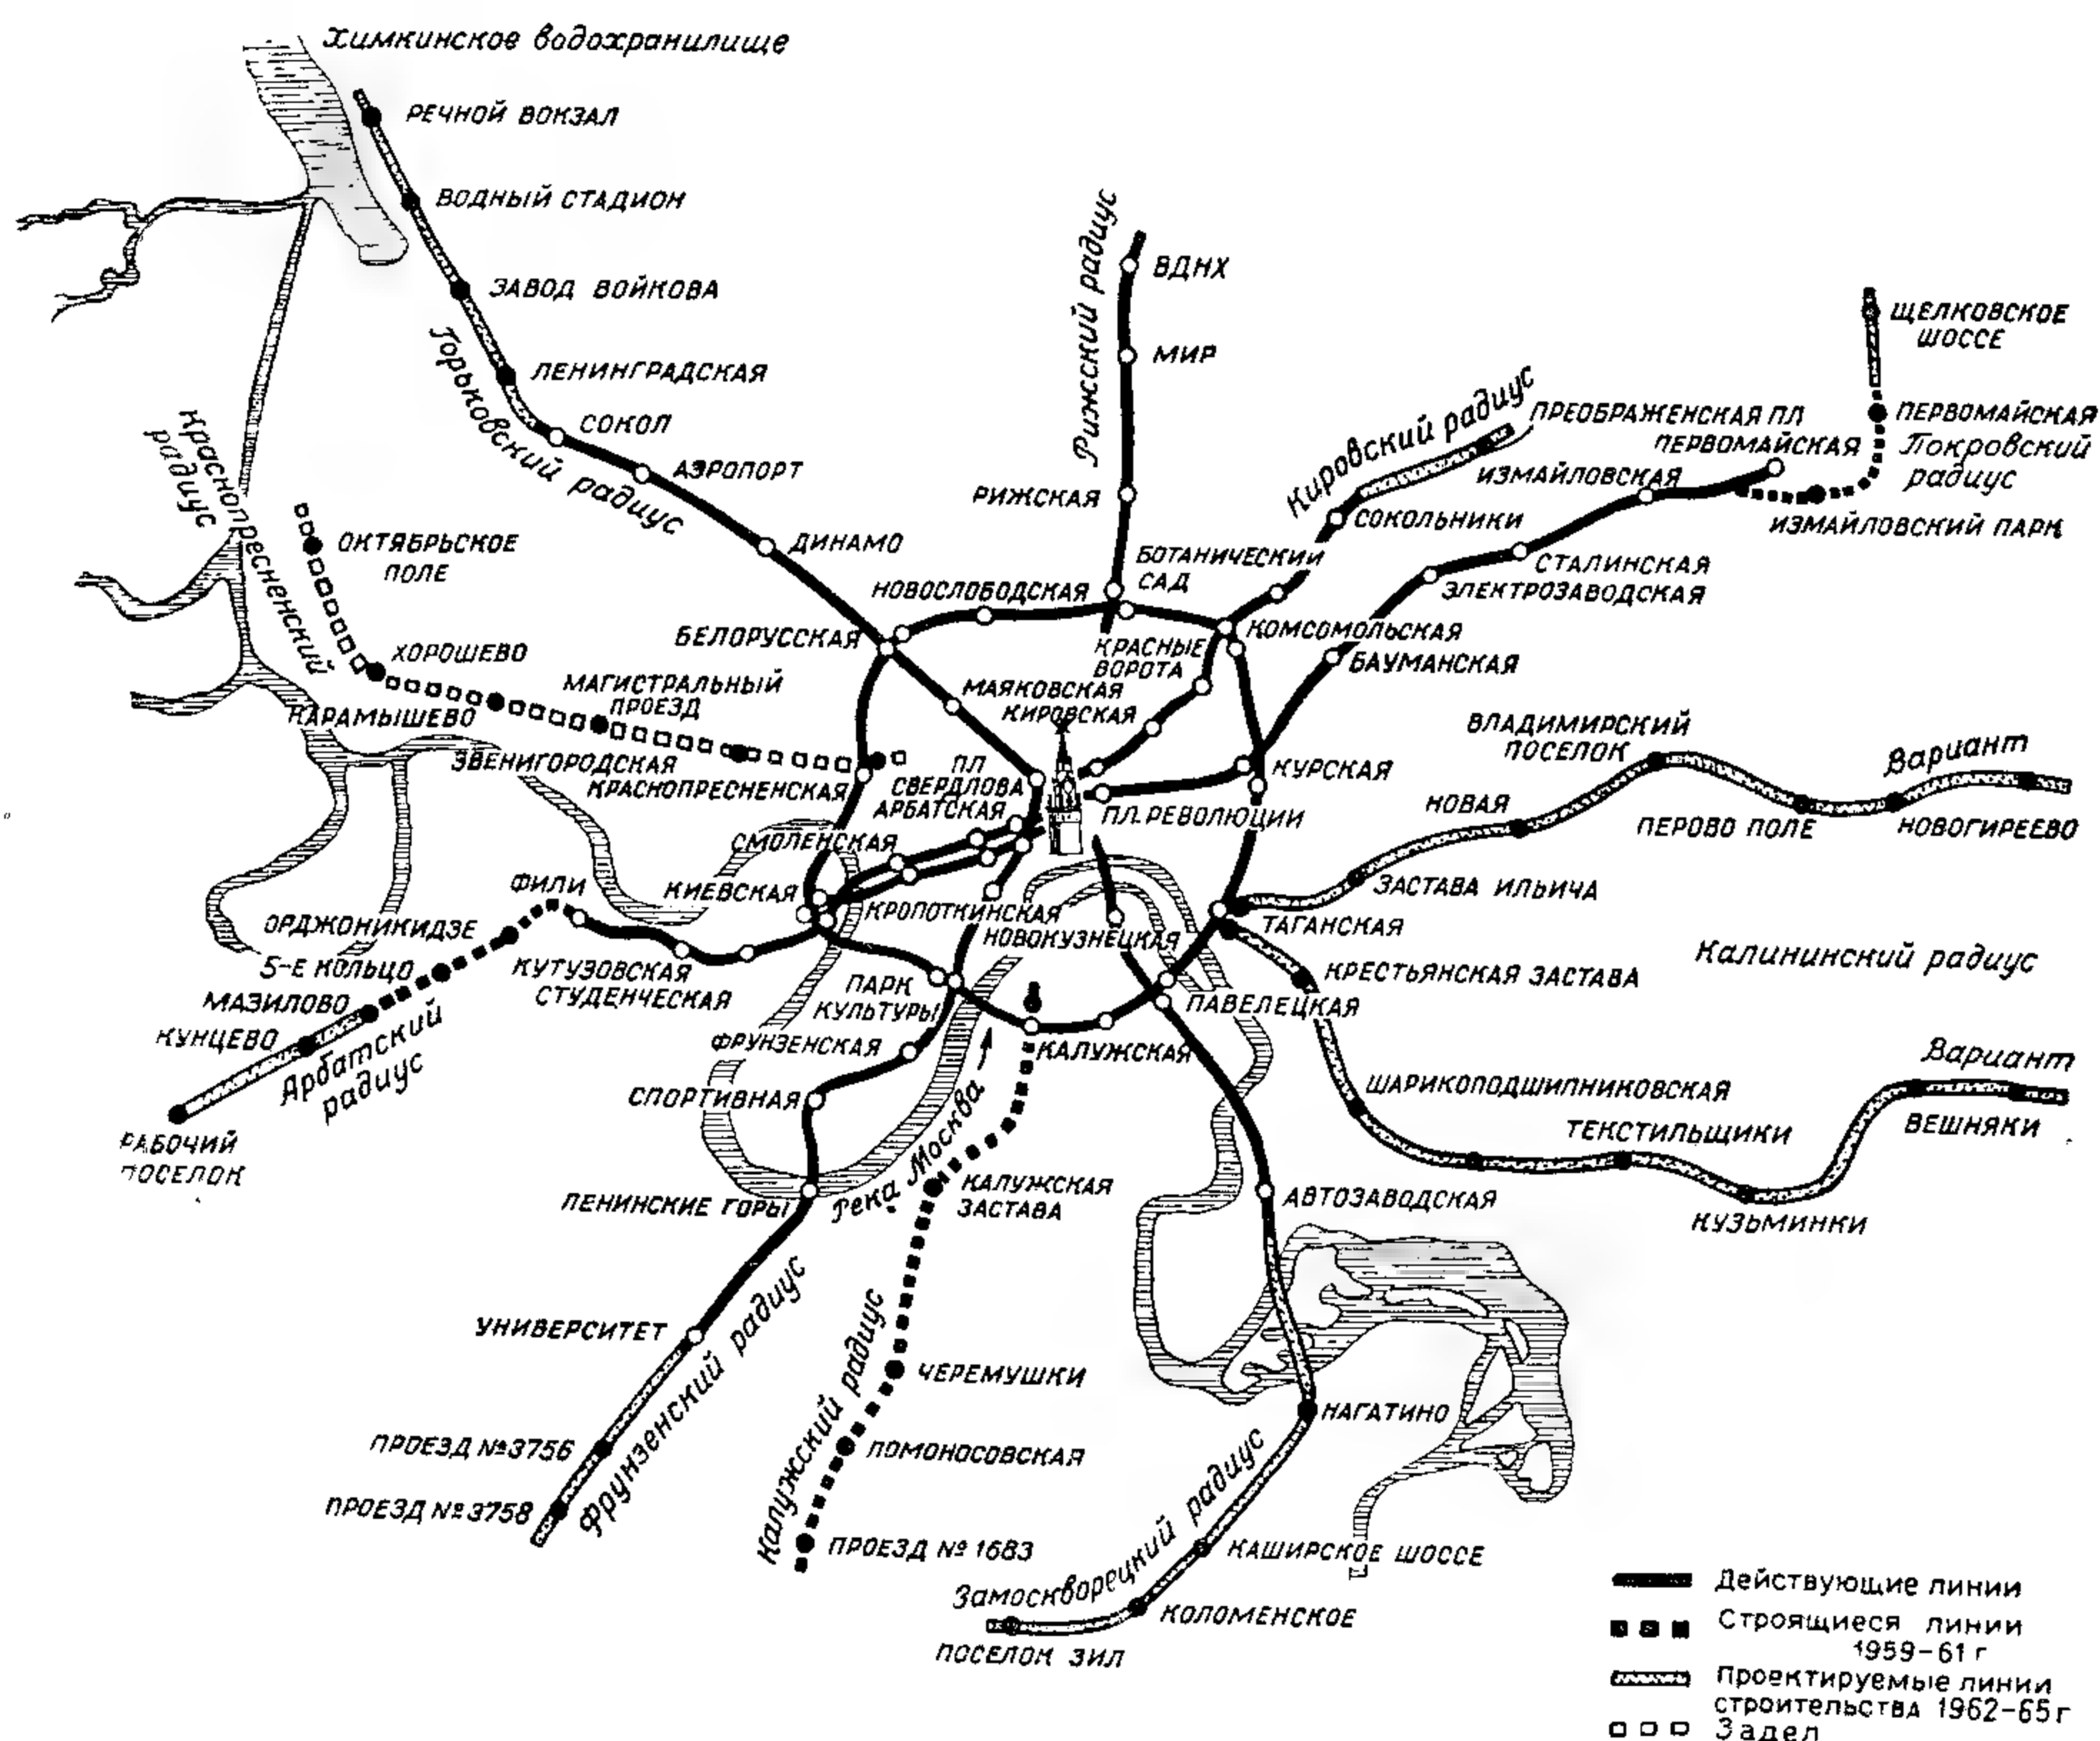 Химкинское водохранилище
РЕЧНОЙ ВОКЗАЛ
ВОДНЫЙ СТАДИОН
ЗАВОД ВОЙКОВА
ЛЕНИНГРАДСКАЯ
СОКОЛ
АЭРОПОРТ
ДИНАМО
Горьковский радиус
Рижский радиус
ВДНХ
МИР
РИЖСКАЯ
БОТАНИЧЕСКИЙ
САД
Кировский радиус
ПРЕОБРАЖЕНСКАЯ ПЛ
СОКОЛЬНИКИ
ЩЕЛКОВСКОЕ
ШОССЕ
ПЕРВОМАЙСКАЯ
Покровский
радиус
ПЕРВОМАЙСКАЯ
ИЗМАЙЛОВСКАЯ
ИЗМАЙЛОВСКИЙ ПАРК
СТАЛИНСКАЯ
ЭЛЕКТРОЗАВОДСКАЯ
Краснопресненский
радиус
ОКТЯБРЬСКОЕ
ПОЛЕ
ХОРОШЕВО
КАРАМЫШЕВО
МАГИСТРАЛЬНЫЙ
ПРОЕЗД
ЗВЕНИГОРОДСКАЯ
КРАСНОПРЕСНЕНСКАЯ
НОВОСЛОБОДСКАЯ
БЕЛОРУССКАЯ
КОМСОМОЛЬСКАЯ
БАУМАНСКАЯ
КРАСНЫЕ
ВОРОТА
МАЯКОВСКАЯ
КИРОВСКАЯ
ПЛ
СВЕРДЛОВА
АРБАТСКАЯ
СМОЛЕНСКАЯ
КУРСКАЯ
ПЛ. РЕВОЛЮЦИИ
ВЛАДИМИРСКИЙ
ПОСЕЛОК
Вариант
НОВАЯ
ПЕРОВО ПОЛЕ
НОВОГИРЕЕВО
ЗАСТАВА ИЛЬИЧА
ТАГАНСКАЯ
Калининский радиус
КРЕСТЬЯНСКАЯ ЗАСТАВА
КИЕВСКАЯ
КРОПОТКИНСКАЯ
НОВОКУЗНЕЦКАЯ
ФИЛИ
ОРДЖОНИКИДЗЕ
5-Е КОЛЬЦО
МАЗИЛОВО
КУНЦЕВО
РАБОЧИЙ
ПОСЕЛОК
Арбатский
радиус
КУТУЗОВСКАЯ
СТУДЕНЧЕСКАЯ
ПАРК
КУЛЬТУРЫ
ПАВЕЛЕЦКАЯ
КАЛУЖСКАЯ
ФРУНЗЕНСКАЯ
СПОРТИВНАЯ
Река Москва
ЛЕНИНСКИЕ ГОРЫ
КАЛУЖСКАЯ
ЗАСТАВА
Вариант
ШАРИКОПОДШИПНИКОВСКАЯ
ТЕКСТИЛЬЩИКИ
ВЕШНЯКИ
КУЗЬМИНКИ
АВТОЗАВОДСКАЯ
УНИВЕРСИТЕТ
ПРОЕЗД №3756
ПРОЕЗД №3758
Фрунзенский радиус
Калужский радиус
ЧЕРЕМУШКИ
ЛОМОНОСОВСКАЯ
ПРОЕЗД № 1683
НАГАТИНО
Замоскворецкий радиус
КАШИРСКОЕ ШОССЕ
КОЛОМЕНСКОЕ
ПОСЕЛОК ЗИЛ
Действующие линии
Строящиеся линии
1959-61 г
Проектируемые линии
строительства 1962-65 г
Задел